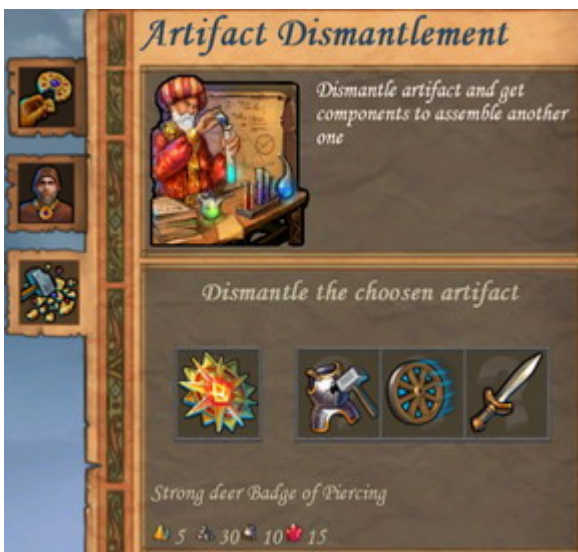 Artifact Dismantlement
Dismantle artifact and get
components to assemble another
one
Dismantle the choosen artifact
Strong deer Badge of Piercing
5 30 10 15